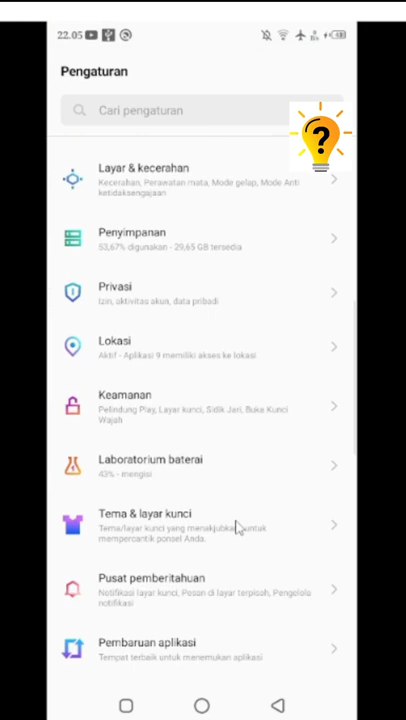 22.05
Pengaturan
Cari pengaturan
?
Layar & kecerahan
Kecerahan, Perawatan mata, Mode gelap, Mode Anti
ketidaksengajaan
Penyimpanan
53,67% digunakan - 29,65 GB tersedia
Privasi
Izin, aktivitas akun, data pribadi
Lokasi
Aktif - Aplikasi 9 memiliki akses ke lokasi
Keamanan
Pelindung Play, Layar kunci, Sidik Jari, Buka Kunci
Wajah
Laboratorium baterai
43% - mengisi
Tema & layar kunci
Tema/layar kunci yang menakjubkan untuk
mempercantik ponsel Anda.
Pusat pemberitahuan
Notifikasi layar kunci, Pesan di layar terpisah, Pengelola
notifikasi
Pembaruan aplikasi
Tempat terbaik untuk menemukan aplikasi